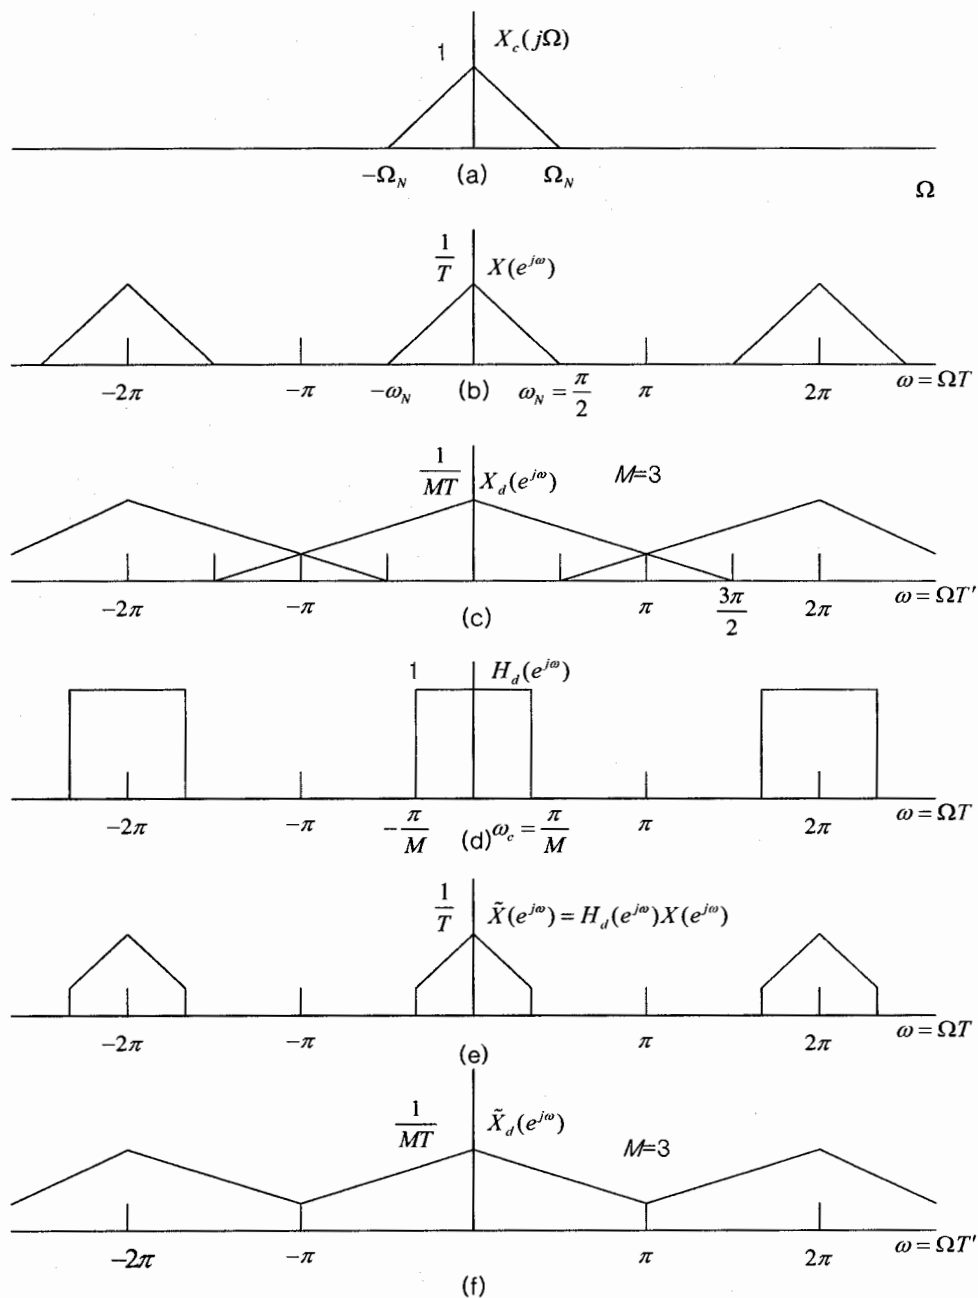 1 X_c(jΩ)
−Ω_N (a) Ω_N
Ω
1/T X(e^{jω})
−2π −π −ω_N (b) ω_N = π/2 π 2π ω = ΩT
1/MT X_d(e^{jω}) M=3
−2π −π (c) π 3π/2 2π ω = ΩT'
1 H_d(e^{jω})
−2π −π −π/M (d) ω_c = π/M π 2π ω = ΩT
1/T X̃(e^{jω}) = H_d(e^{jω})X(e^{jω})
−2π −π (e) π 2π ω = ΩT
1/MT X̃_d(e^{jω}) M=3
−2π −π π 2π ω = ΩT'
(f)